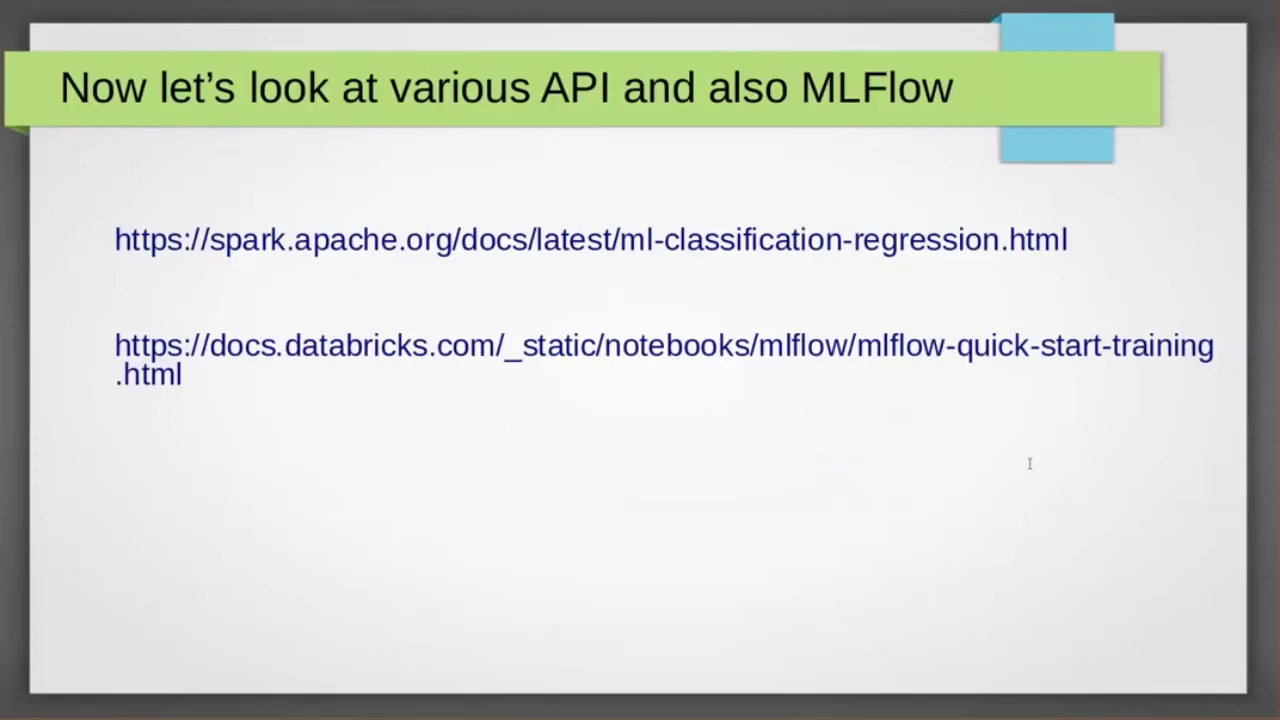 Now let’s look at various API and also MLFlow
https://spark.apache.org/docs/latest/ml-classification-regression.html
https://docs.databricks.com/_static/notebooks/mlflow/mlflow-quick-start-training
.html